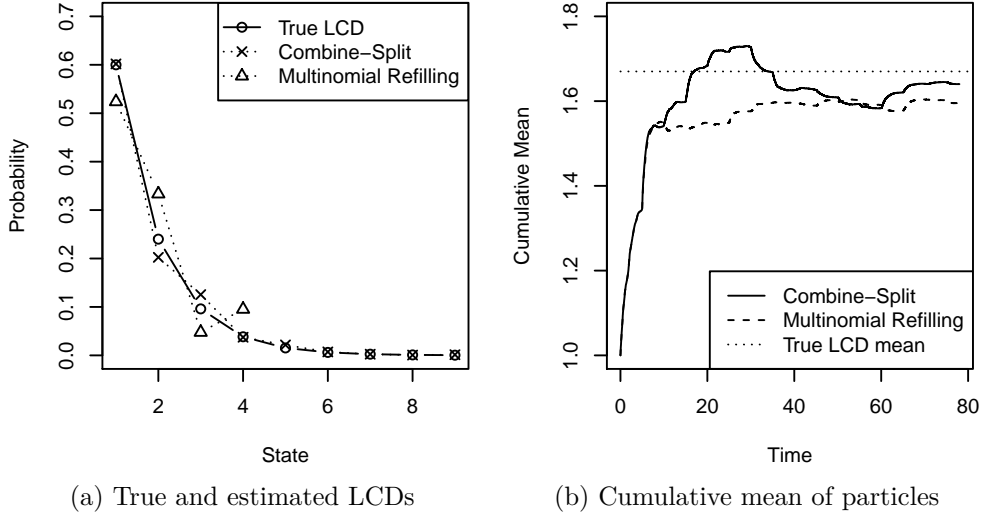 0.7
0.6
0.5
0.4
0.3
0.2
0.1
0.0
Probability
True LCD
Combine−Split
Multinomial Refilling
2 4 6 8
State
(a) True and estimated LCDs
1.8
1.6
1.4
1.2
1.0
Cumulative Mean
Combine−Split
Multinomial Refilling
True LCD mean
0 20 40 60 80
Time
(b) Cumulative mean of particles